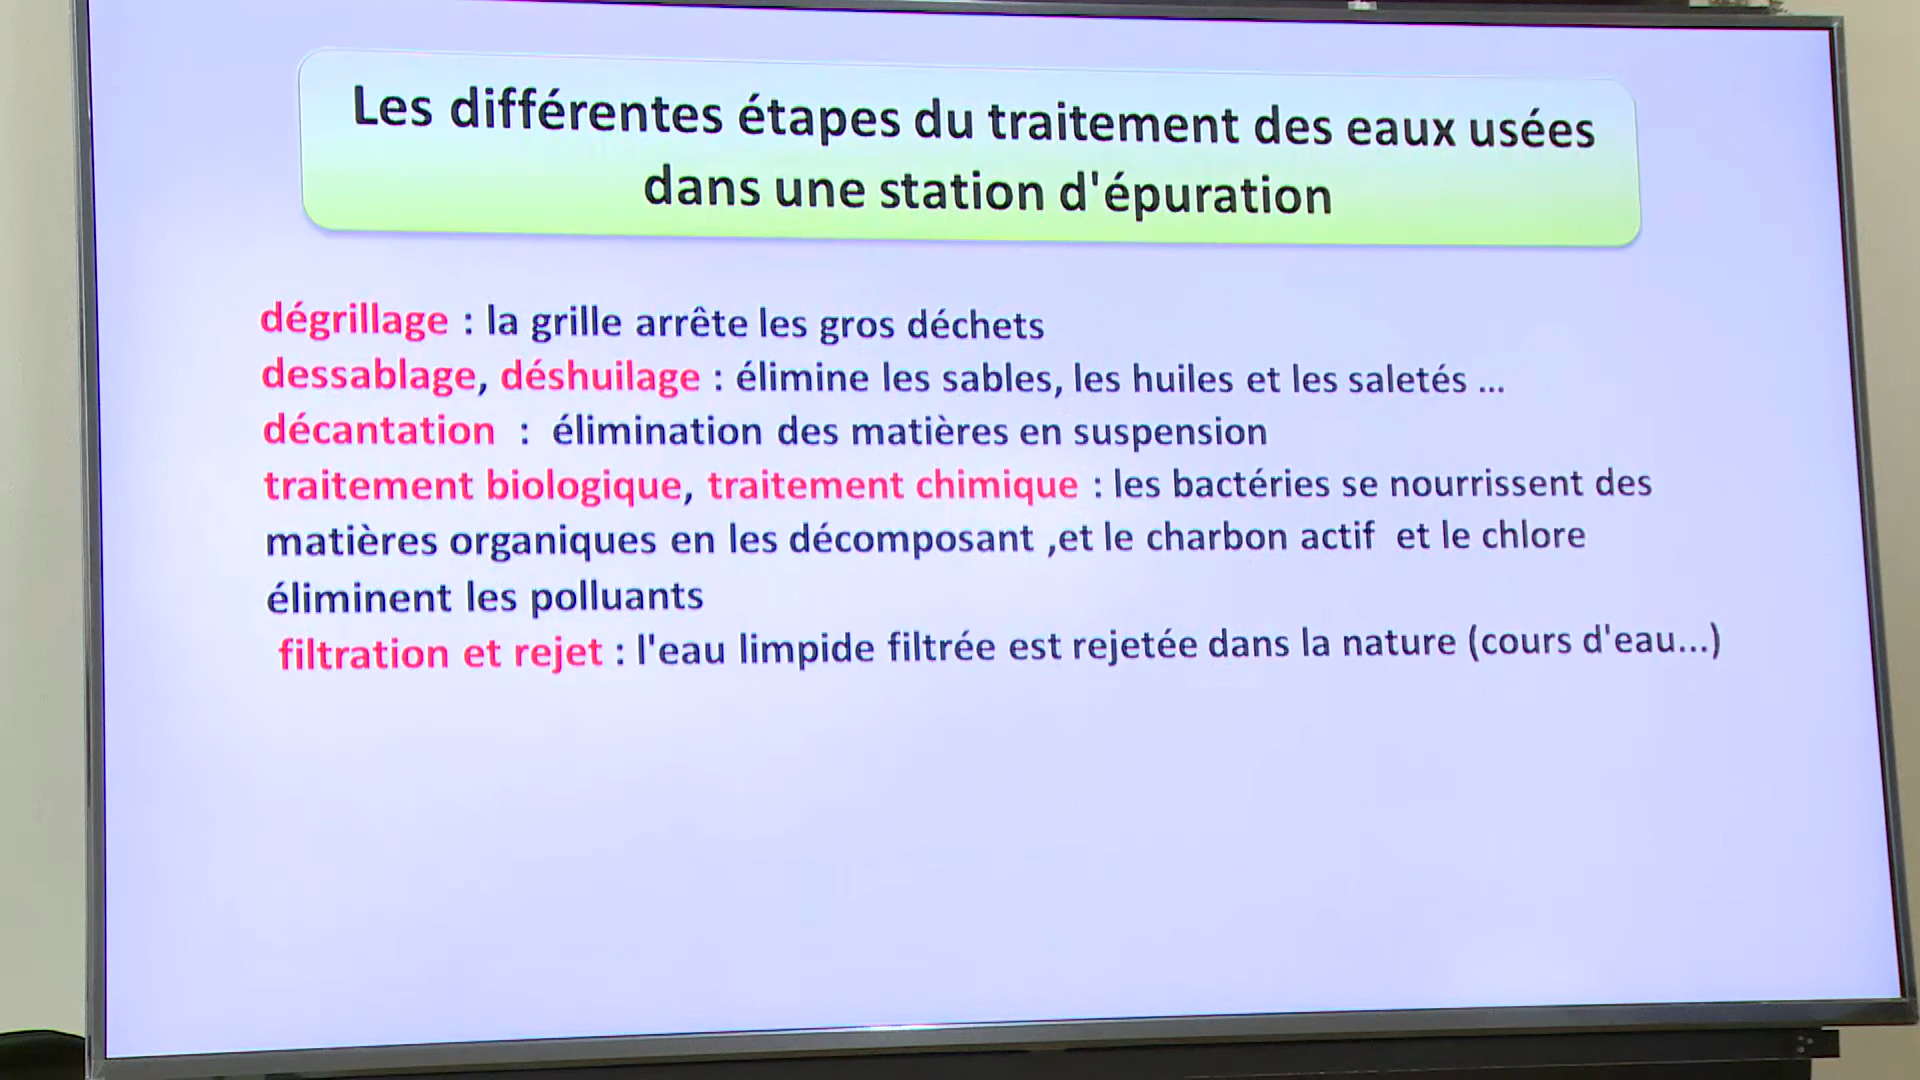 Les différentes étapes du traitement des eaux usées
dans une station d'épuration
dégrillage : la grille arrête les gros déchets
dessablage, déshuilage : élimine les sables, les huiles et les saletés ...
décantation : élimination des matières en suspension
traitement biologique, traitement chimique : les bactéries se nourrissent des
matières organiques en les décomposant ,et le charbon actif et le chlore
éliminent les polluants
filtration et rejet : l'eau limpide filtrée est rejetée dans la nature (cours d'eau...)